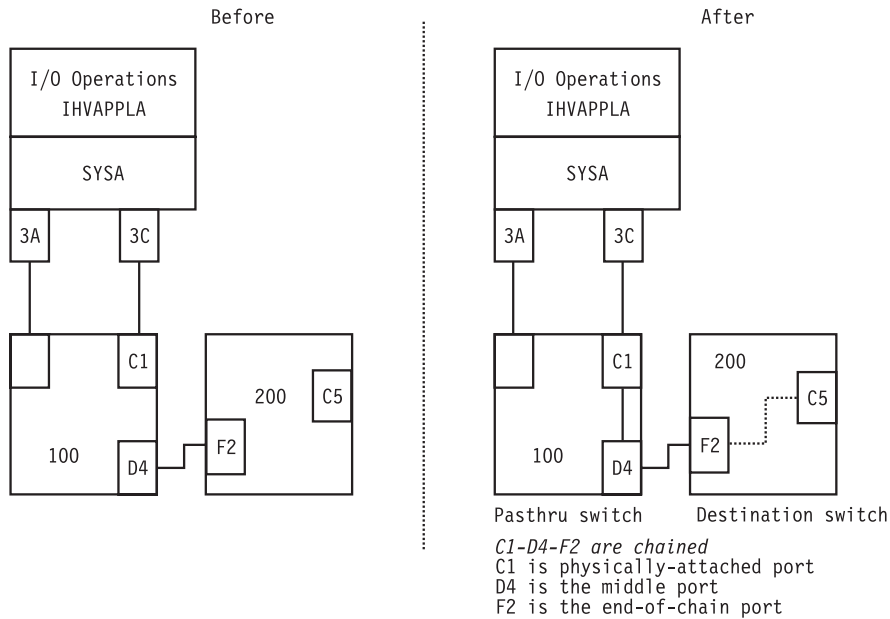 Before
I/O Operations
IHVAPPLA
SYSA
3A
3C
C1
100
D4
F2
200
C5
After
I/O Operations
IHVAPPLA
SYSA
3A
3C
C1
100
D4
F2
200
C5
Pasthru switch
Destination switch
C1-D4-F2 are chained
C1 is physically-attached port
D4 is the middle port
F2 is the end-of-chain port